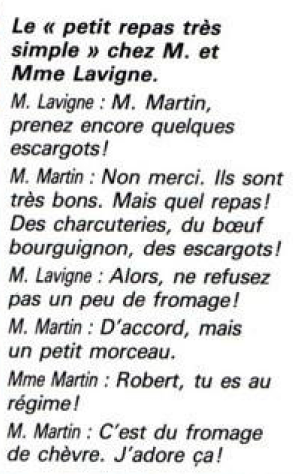 Le « petit repas très
simple » chez M. et
Mme Lavigne.
M. Lavigne : M. Martin,
prenez encore quelques
escargots!
M. Martin : Non merci. Ils sont
très bons. Mais quel repas!
Des charcuteries, du bœuf
bourguignon, des escargots!
M. Lavigne : Alors, ne refusez
pas un peu de fromage!
M. Martin : D'accord, mais
un petit morceau.
Mme Martin : Robert, tu es au
régime!
M. Martin : C'est du fromage
de chèvre. J'adore ça!